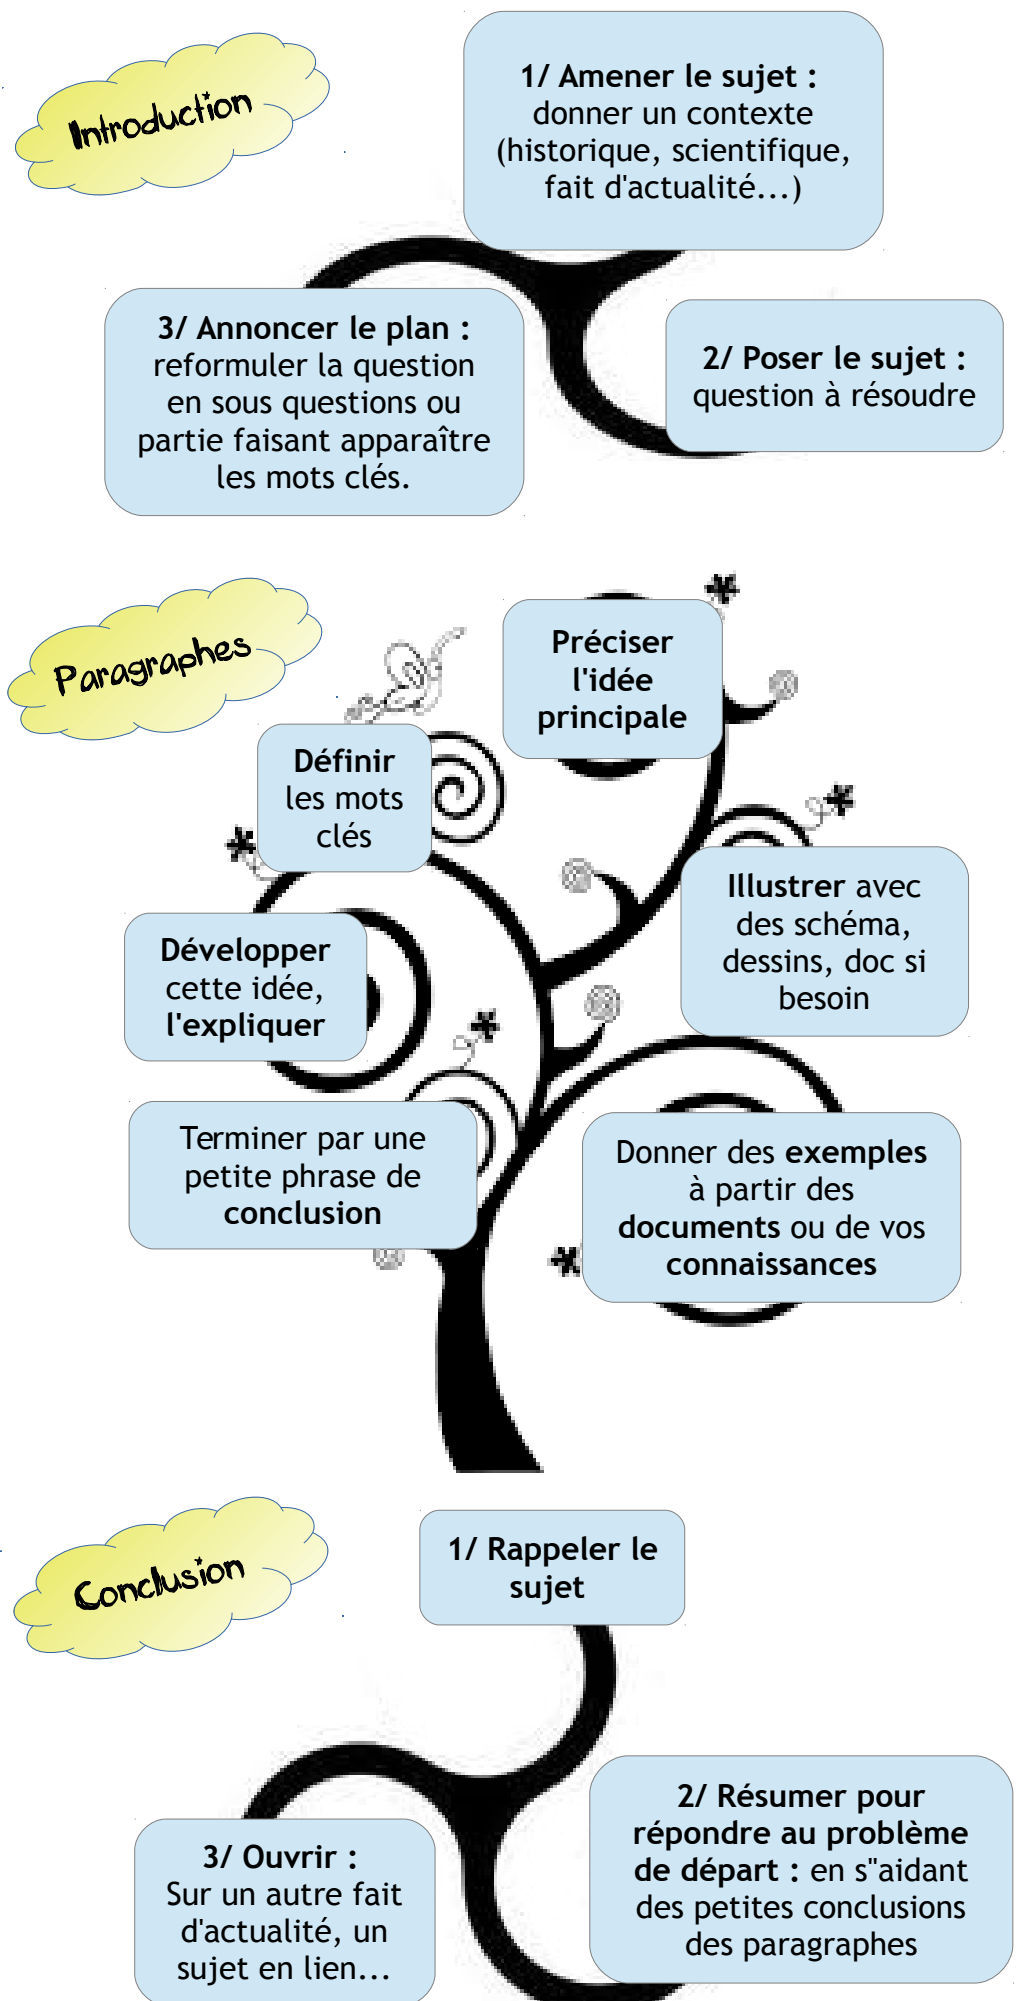 Introduction
1/ Amener le sujet :
donner un contexte
(historique, scientifique,
fait d'actualité...)
3/ Annoncer le plan :
reformuler la question
en sous questions ou
partie faisant apparaître
les mots clés.
2/ Poser le sujet :
question à résoudre
Paragraphes
Préciser
l'idée
principale
Définir
les mots
clés
Illustrer avec
des schéma,
dessins, doc si
besoin
Développer
cette idée,
l'expliquer
Terminer par une
petite phrase de
conclusion
Donner des exemples
à partir des
documents ou de vos
connaissances
Conclusion
1/ Rappeler le
sujet
2/ Résumer pour
répondre au problème
de départ : en s"aidant
des petites conclusions
des paragraphes
3/ Ouvrir :
Sur un autre fait
d'actualité, un
sujet en lien...